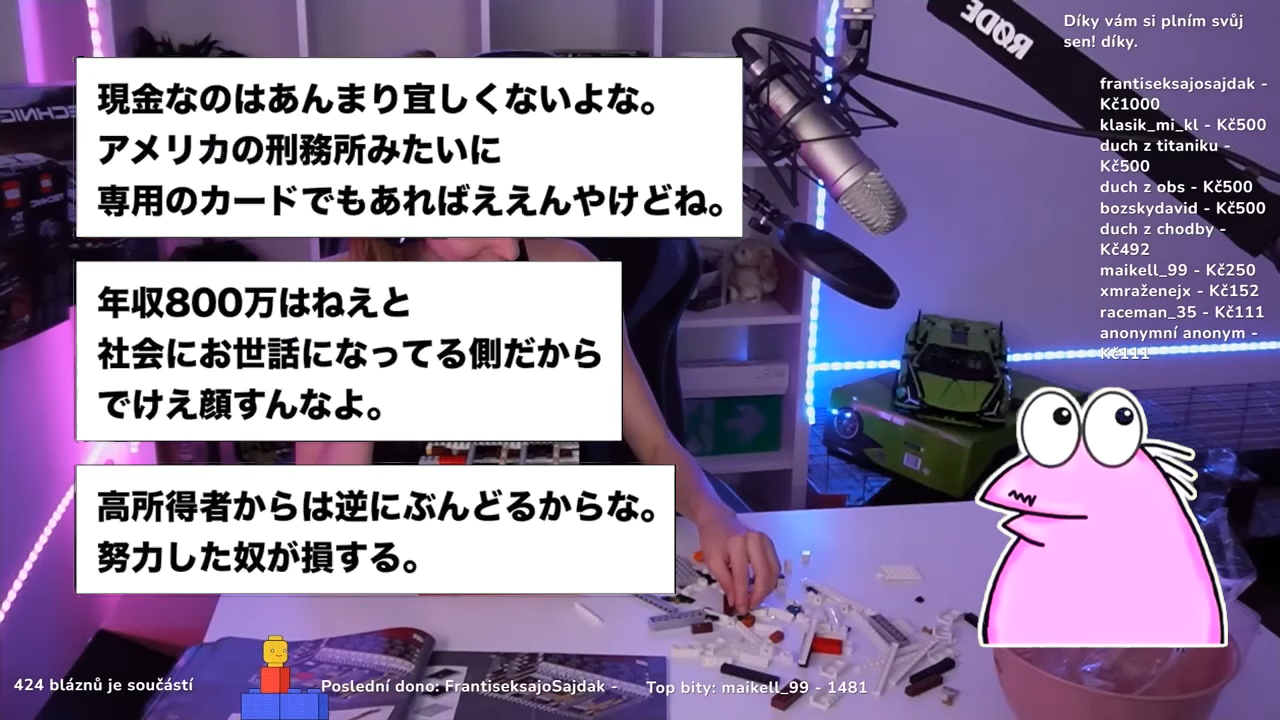 現金なのはあんまり宜しくないよな。
アメリカの刑務所みたいに
専用のカードでもあればええんやけどね。
年収800万はねえと
社会にお世話になってる側だから
でけえ顔すんなよ。
高所得者からは逆にぶんどるからな。
努力した奴が損する。
RØDE
TECHNIC
Díky vám si plním svůj
sen! díky.
frantiseksajosajdak -
Kč1000
klasik_mi_kl - Kč500
duch z titaniku -
Kč500
duch z obs - Kč500
bozskydavid - Kč500
duch z chodby -
Kč492
maikell_99 - Kč250
xmraženejx - Kč152
raceman_35 - Kč111
anonymní anonym -
Kč111
424 bláznů je součástí
Poslední dono: FrantiseksajoSajdak -
Top bity: maikell_99 - 1481